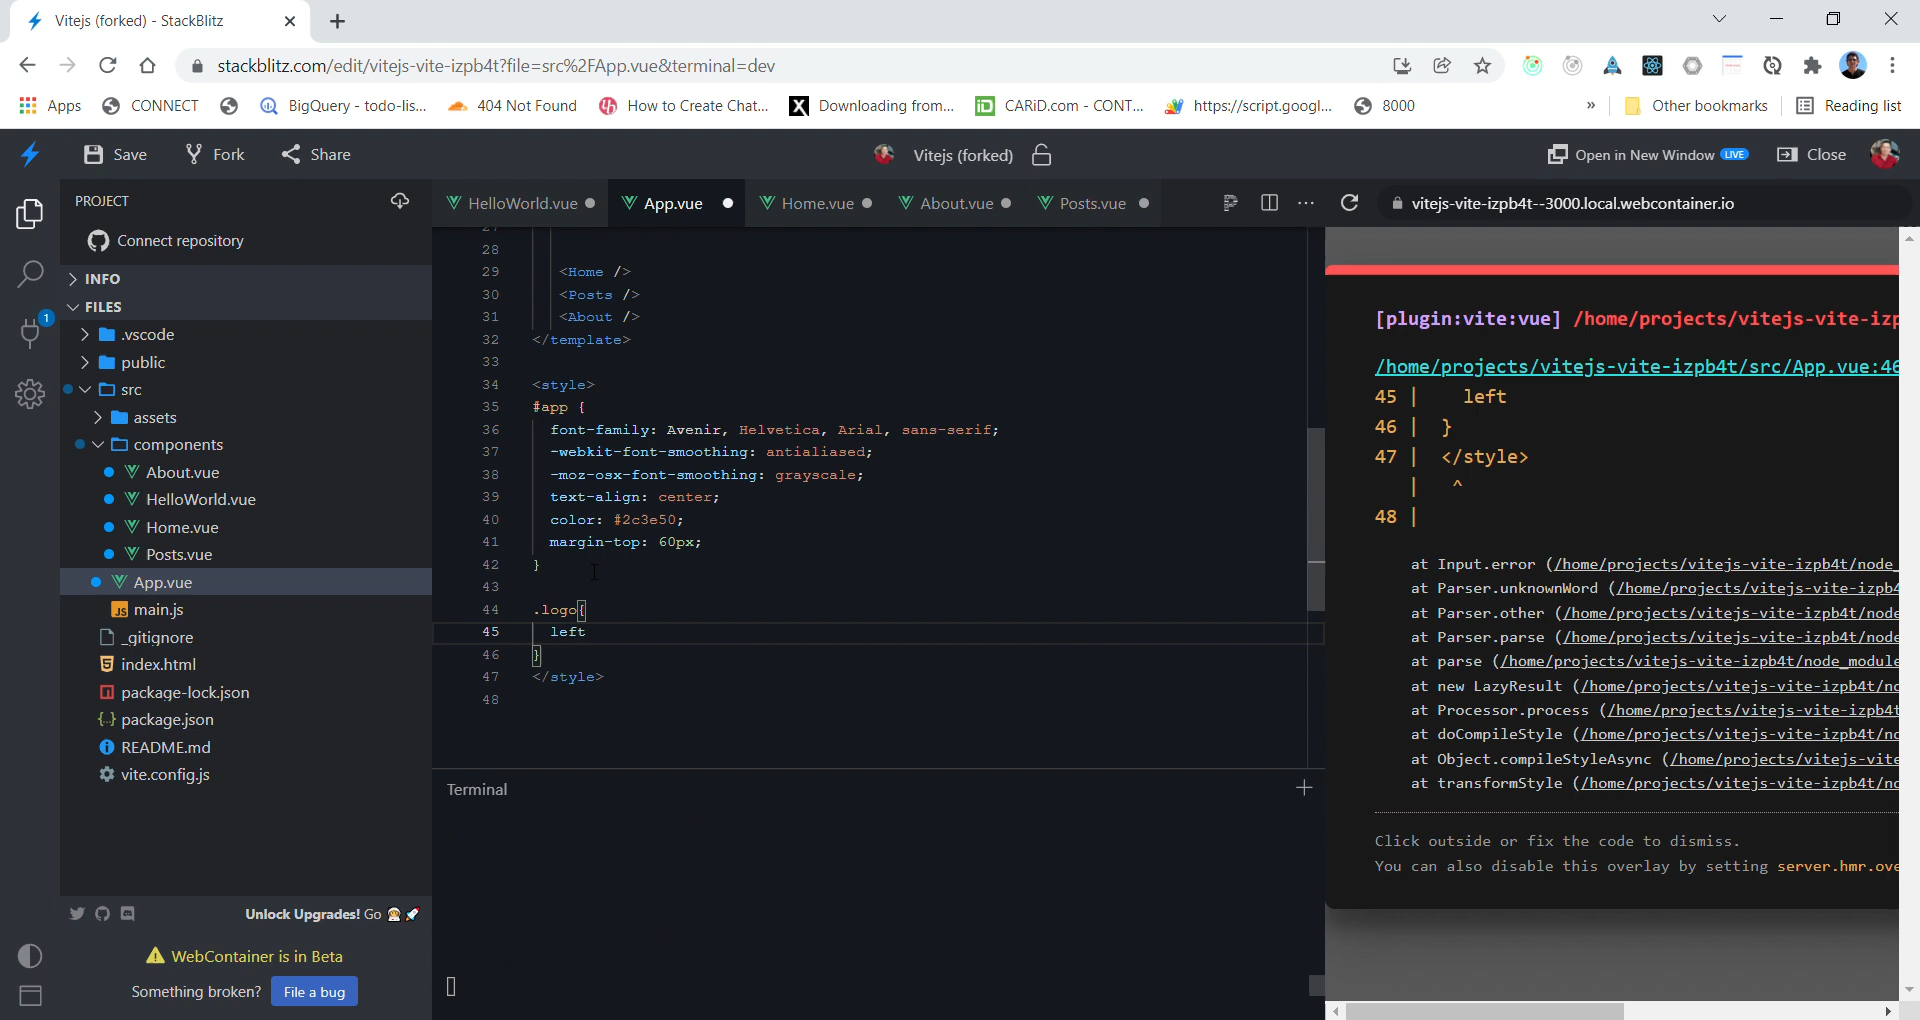 Vitejs (forked) - StackBlitz
stackblitz.com/edit/vitejs-vite-izpb4t?file=src%2FApp.vue&terminal=dev
Apps
CONNECT
BigQuery - todo-lis...
404 Not Found
How to Create Chat...
Downloading from...
CARiD.com - CONT...
https://script.googl...
8000
»
Other bookmarks
Reading list
Save
Fork
Share
Vitejs (forked)
Open in New Window LIVE
Close
PROJECT
HelloWorld.vue
App.vue
Home.vue
About.vue
Posts.vue
vitejs-vite-izpb4t--3000.local.webcontainer.io
Connect repository
INFO
FILES
.vscode
public
src
assets
components
About.vue
HelloWorld.vue
Home.vue
Posts.vue
App.vue
JS main.js
_gitignore
index.html
package-lock.json
{..} package.json
README.md
vite.config.js
1
28
29 <Home />
30 <Posts />
31 <About />
32 </template>
33
34 <style>
35 #app {
36 font-family: Avenir, Helvetica, Arial, sans-serif;
37 -webkit-font-smoothing: antialiased;
38 -moz-osx-font-smoothing: grayscale;
39 text-align: center;
40 color: #2c3e50;
41 margin-top: 60px;
42 }
43
44 .logo{
45 left
46 }
47 </style>
48
Terminal
[plugin:vite:vue] /home/projects/vitejs-vite-izp
/home/projects/vitejs-vite-izpb4t/src/App.vue:46
45 | left
46 | }
47 | </style>
| ^
48 |
at Input.error (/home/projects/vitejs-vite-izpb4t/node_
at Parser.unknownWord (/home/projects/vitejs-vite-izpb4
at Parser.other (/home/projects/vitejs-vite-izpb4t/node
at Parser.parse (/home/projects/vitejs-vite-izpb4t/node
at parse (/home/projects/vitejs-vite-izpb4t/node_module
at new LazyResult (/home/projects/vitejs-vite-izpb4t/no
at Processor.process (/home/projects/vitejs-vite-izpb4t
at doCompileStyle (/home/projects/vitejs-vite-izpb4t/no
at Object.compileStyleAsync (/home/projects/vitejs-vite
at transformStyle (/home/projects/vitejs-vite-izpb4t/no
Click outside or fix the code to dismiss.
You can also disable this overlay by setting server.hmr.ove
Unlock Upgrades! Go
WebContainer is in Beta
Something broken? File a bug